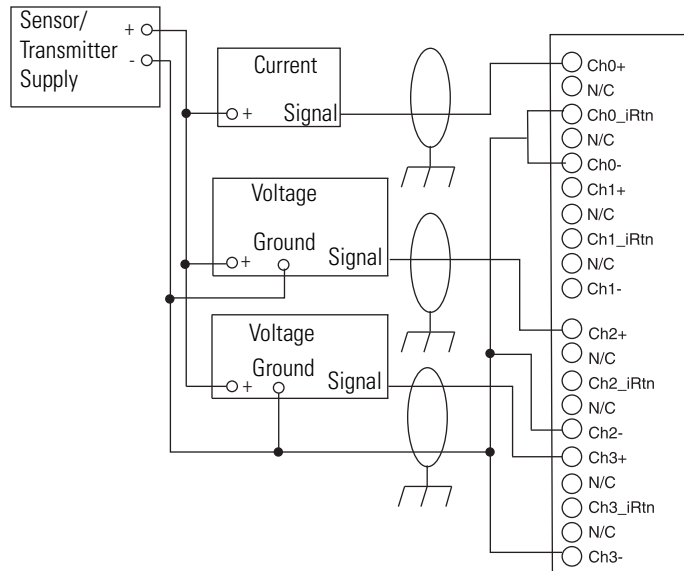 Sensor/
Transmitter
Supply
+
-
Current
+
Signal
Voltage
Ground
+
Signal
Voltage
Ground
+
Signal
Ch0+
N/C
Ch0_iRtn
N/C
Ch0-
Ch1+
N/C
Ch1_iRtn
N/C
Ch1-
Ch2+
N/C
Ch2_iRtn
N/C
Ch2-
Ch3+
N/C
Ch3_iRtn
N/C
Ch3-